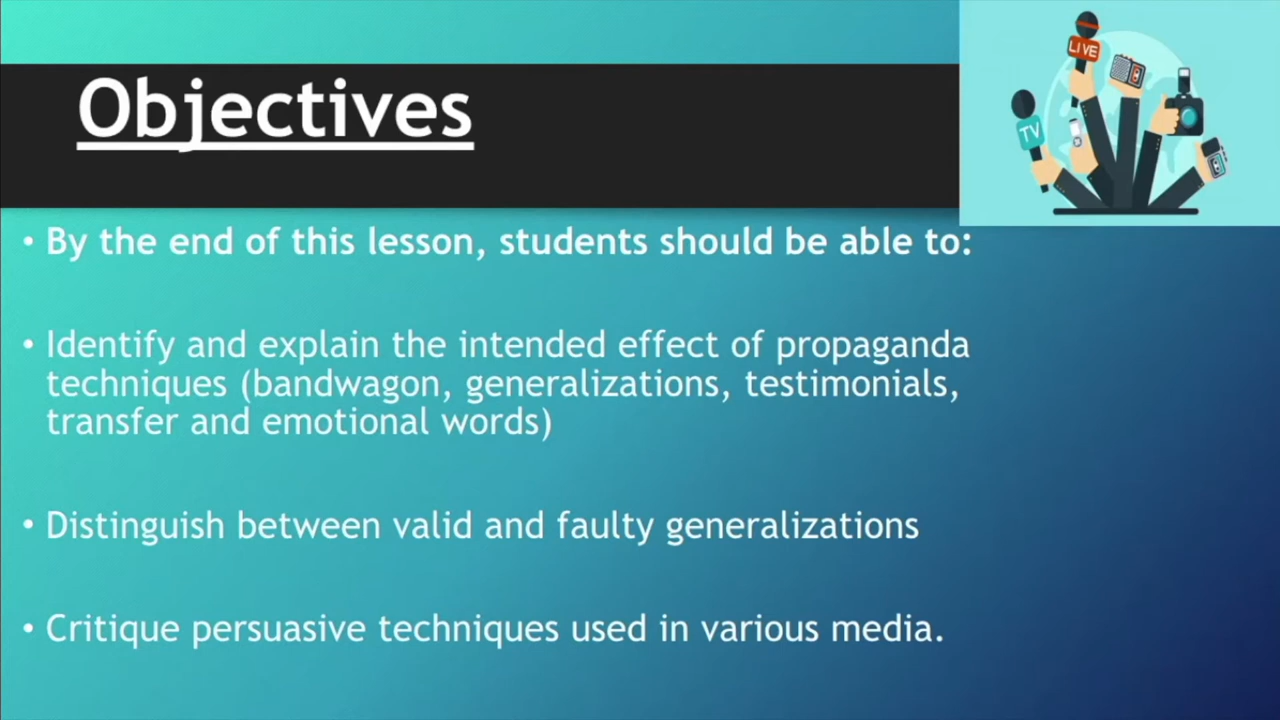 Objectives
LIVE
TV
• By the end of this lesson, students should be able to:
• Identify and explain the intended effect of propaganda
techniques (bandwagon, generalizations, testimonials,
transfer and emotional words)
• Distinguish between valid and faulty generalizations
• Critique persuasive techniques used in various media.